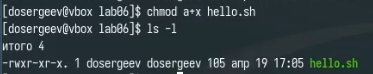 [dosergeev@vbox lab06]$ chmod a+x hello.sh
[dosergeev@vbox lab06]$ ls -l
итого 4
-rwxr-xr-x. 1 dosergeev dosergeev 105 апр 19 17:05 hello.sh